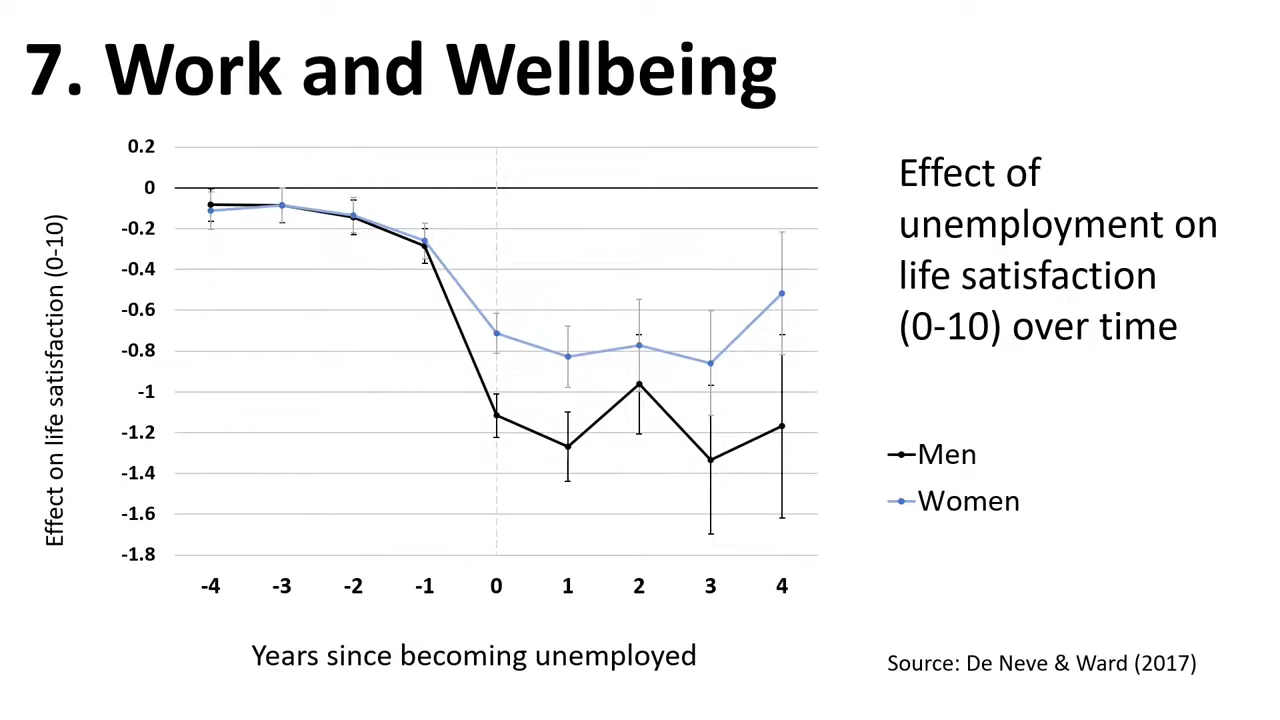 7. Work and Wellbeing
0.2
0
-0.2
-0.4
-0.6
-0.8
-1
-1.2
-1.4
-1.6
-1.8
Effect on life satisfaction (0-10)
-4 -3 -2 -1 0 1 2 3 4
Years since becoming unemployed
Effect of
unemployment on
life satisfaction
(0-10) over time
Men
Women
Source: De Neve & Ward (2017)